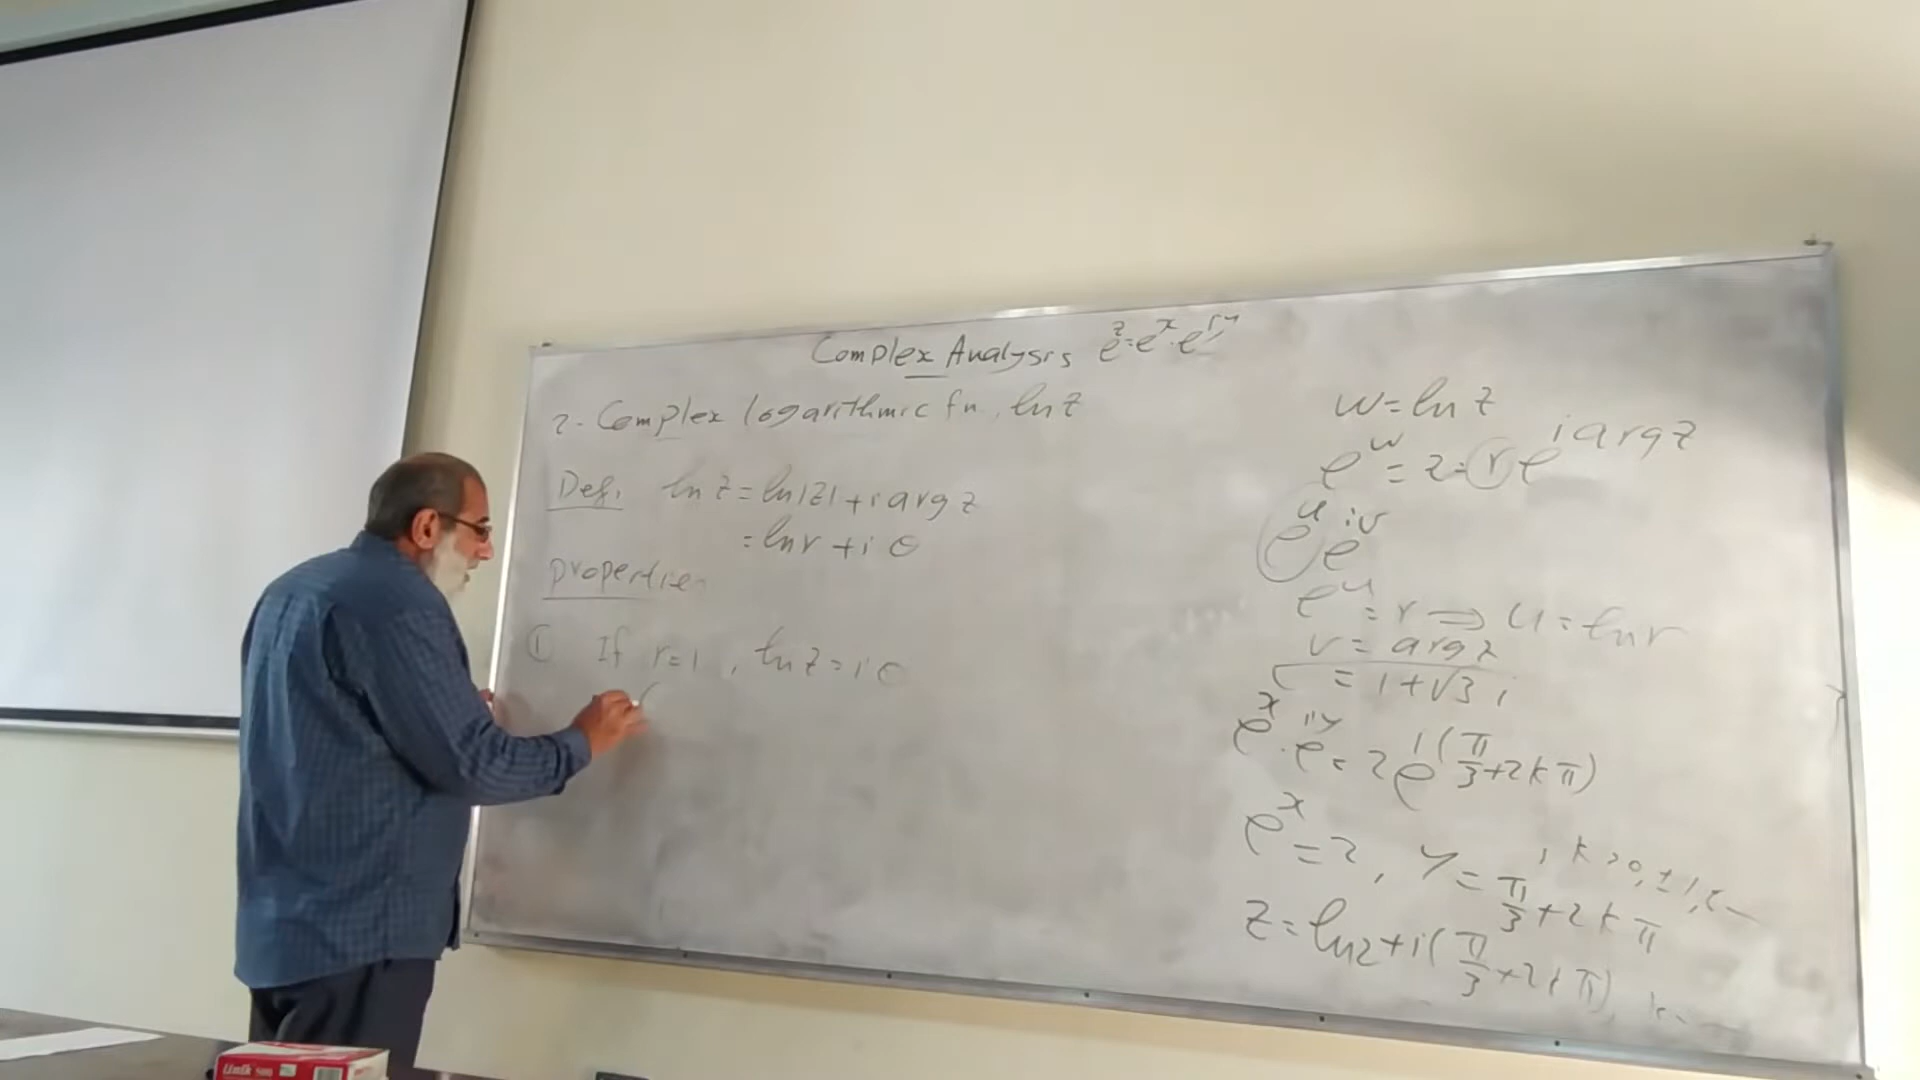 Complex Analysis e^z = e^x . e^iy
2. Complex logarithmic fn, ln z
Def. ln z = ln|z| + i arg z
= ln r + i θ
properties
① If r=1, ln z = i θ
w = ln z
e^w = z = r e^(i arg z)
e^u e^iv
e^u = r ⇒ u = ln r
v = arg z
= 1+√3 i
e^x . e^iy = 2 e^i(π/3+2kπ)
, k=0, ±1,
e^x = 2, y = π/3 + 2kπ
z = ln 2 + i(π/3 + 2kπ),
Linik 500